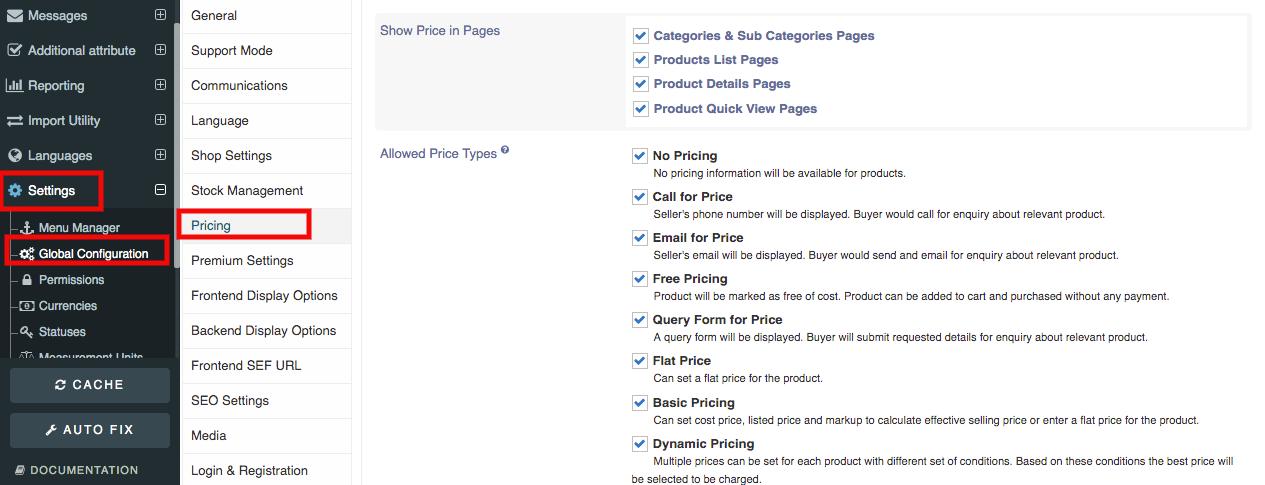 Messages
Additional attribute
Reporting
Import Utility
Languages
Settings
Menu Manager
Global Configuration
Permissions
Currencies
Statuses
Measurement Units
CACHE
AUTO FIX
DOCUMENTATION
General
Support Mode
Communications
Language
Shop Settings
Stock Management
Pricing
Premium Settings
Frontend Display Options
Backend Display Options
Frontend SEF URL
SEO Settings
Media
Login & Registration
Show Price in Pages
Categories & Sub Categories Pages
Products List Pages
Product Details Pages
Product Quick View Pages
Allowed Price Types ?
No Pricing
No pricing information will be available for products.
Call for Price
Seller's phone number will be displayed. Buyer would call for enquiry about relevant product.
Email for Price
Seller's email will be displayed. Buyer would send and email for enquiry about relevant product.
Free Pricing
Product will be marked as free of cost. Product can be added to cart and purchased without any payment.
Query Form for Price
A query form will be displayed. Buyer will submit requested details for enquiry about relevant product.
Flat Price
Can set a flat price for the product.
Basic Pricing
Can set cost price, listed price and markup to calculate effective selling price or enter a flat price for the product.
Dynamic Pricing
Multiple prices can be set for each product with different set of conditions. Based on these conditions the best price will
be selected to be charged.